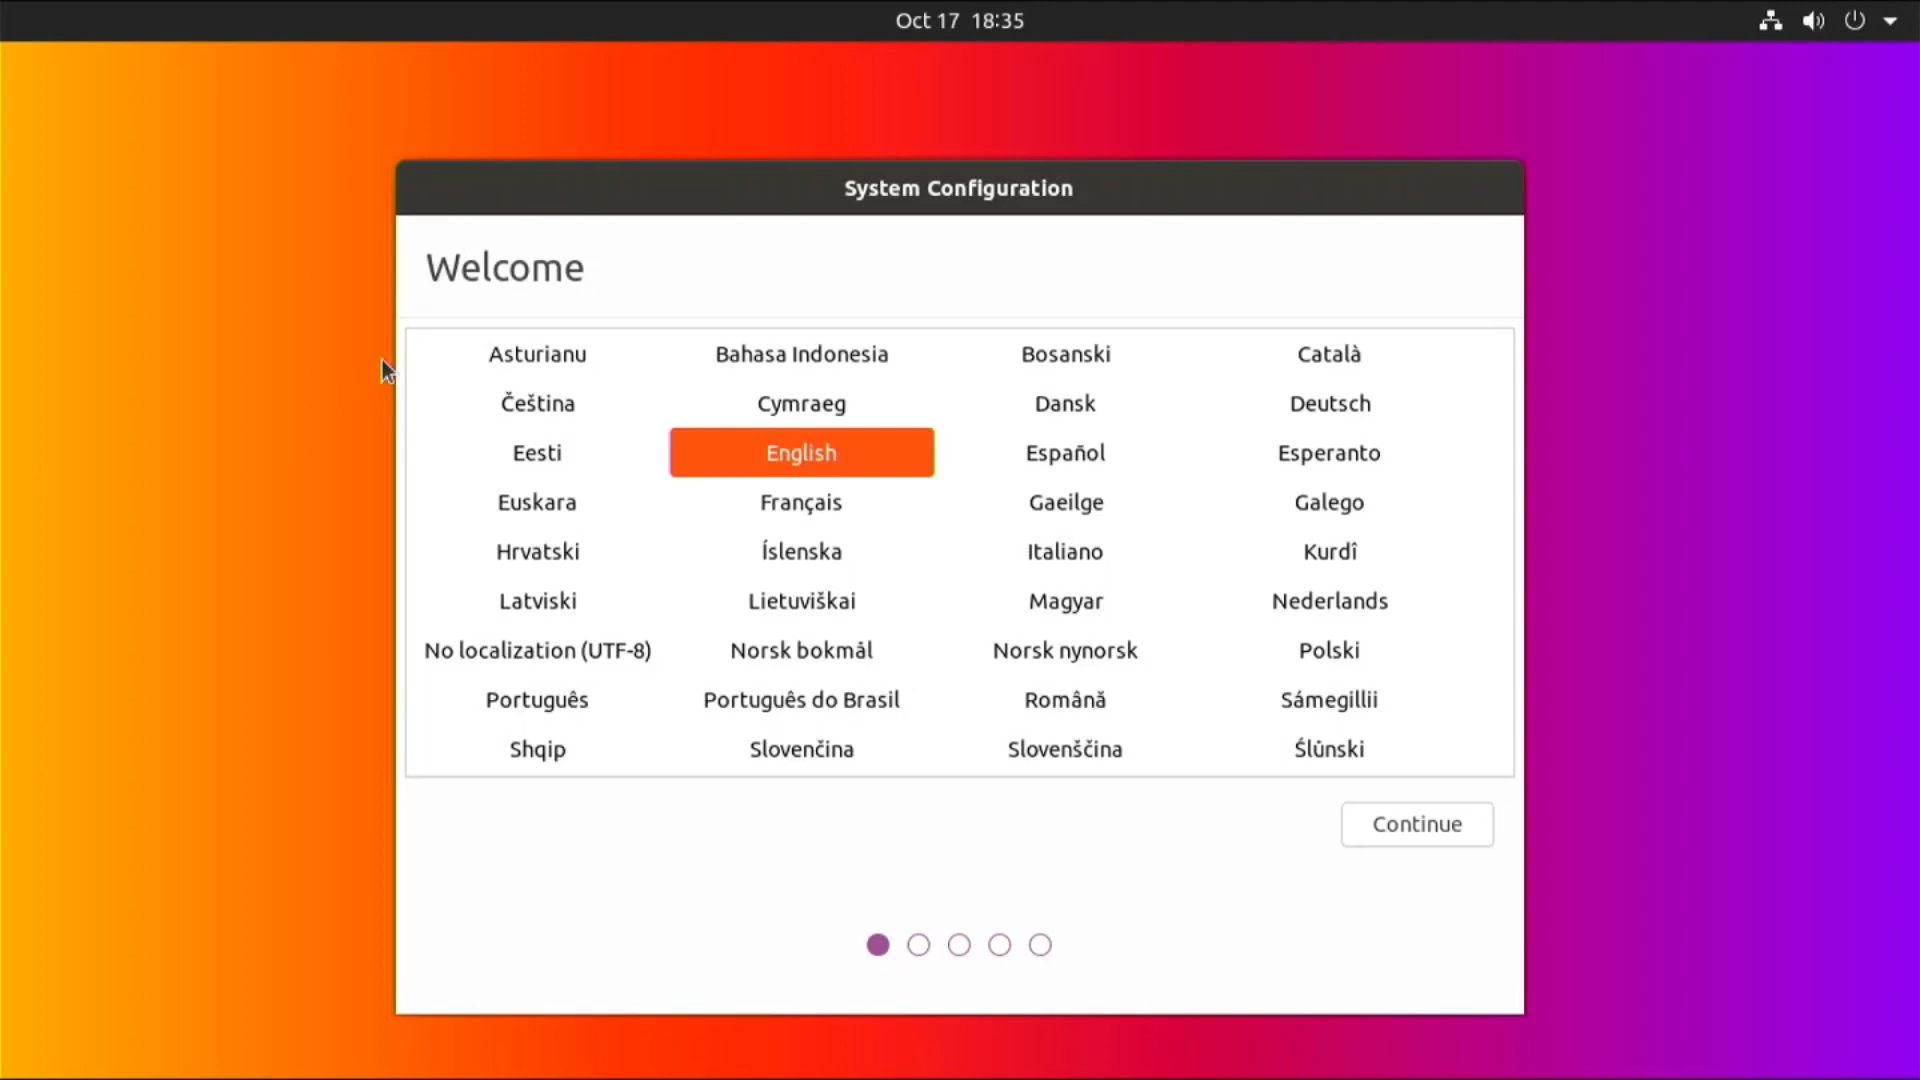 Oct 17 18:35
System Configuration
Welcome
Asturianu Bahasa Indonesia Bosanski Català
Čeština Cymraeg Dansk Deutsch
Eesti English Español Esperanto
Euskara Français Gaeilge Galego
Hrvatski Íslenska Italiano Kurdî
Latviski Lietuviškai Magyar Nederlands
No localization (UTF-8) Norsk bokmål Norsk nynorsk Polski
Português Português do Brasil Română Sámegillii
Shqip Slovenčina Slovenščina Ślůnski
Continue